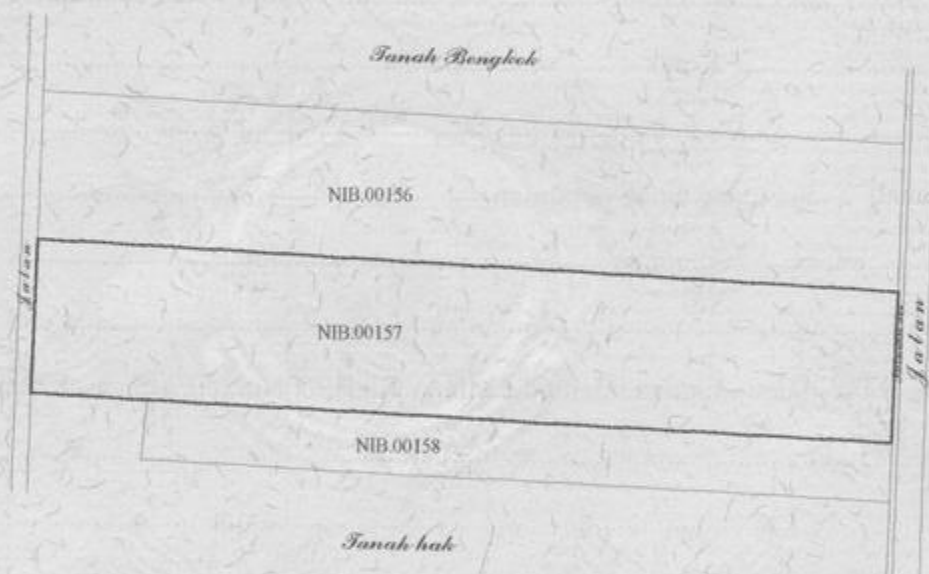 Tanah Bengkok
NIB.00156
Jalan
NIB.00157
Jalan
NIB.00158
Tanah hak